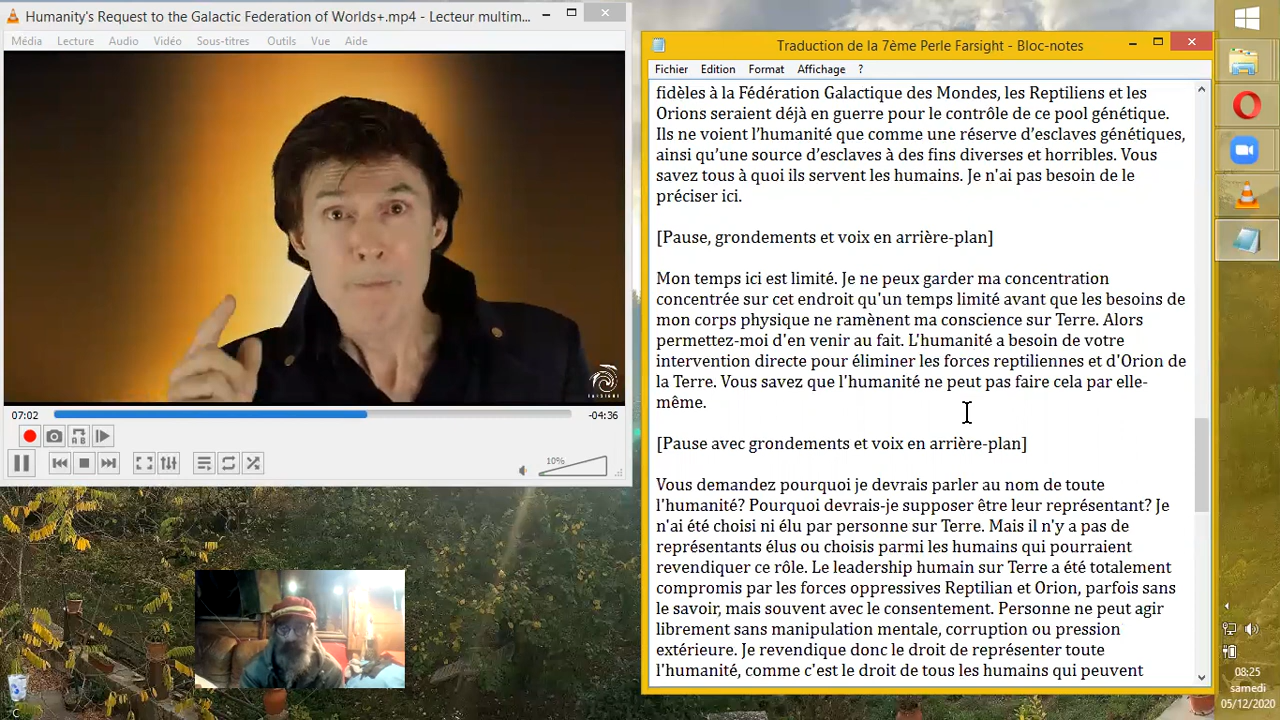 Humanity's Request to the Galactic Federation of Worlds+.mp4 - Lecteur multim...
Média Lecture Audio Vidéo Sous-titres Outils Vue Aide
FARSIGHT
07:02
-04:36
10%
Traduction de la 7ème Perle Farsight - Bloc-notes
Fichier Edition Format Affichage ?
fidèles à la Fédération Galactique des Mondes, les Reptiliens et les
Orions seraient déjà en guerre pour le contrôle de ce pool génétique.
Ils ne voient l’humanité que comme une réserve d’esclaves génétiques,
ainsi qu’une source d’esclaves à des fins diverses et horribles. Vous
savez tous à quoi ils servent les humains. Je n'ai pas besoin de le
préciser ici.
[Pause, grondements et voix en arrière-plan]
Mon temps ici est limité. Je ne peux garder ma concentration
concentrée sur cet endroit qu'un temps limité avant que les besoins de
mon corps physique ne ramènent ma conscience sur Terre. Alors
permettez-moi d'en venir au fait. L'humanité a besoin de votre
intervention directe pour éliminer les forces reptiliennes et d'Orion de
la Terre. Vous savez que l'humanité ne peut pas faire cela par elle-
même.
[Pause avec grondements et voix en arrière-plan]
Vous demandez pourquoi je devrais parler au nom de toute
l'humanité? Pourquoi devrais-je supposer être leur représentant? Je
n'ai été choisi ni élu par personne sur Terre. Mais il n'y a pas de
représentants élus ou choisis parmi les humains qui pourraient
revendiquer ce rôle. Le leadership humain sur Terre a été totalement
compromis par les forces oppressives Reptilian et Orion, parfois sans
le savoir, mais souvent avec le consentement. Personne ne peut agir
librement sans manipulation mentale, corruption ou pression
extérieure. Je revendique donc le droit de représenter toute
l'humanité, comme c'est le droit de tous les humains qui peuvent
C
08:25
samedi
05/12/2020